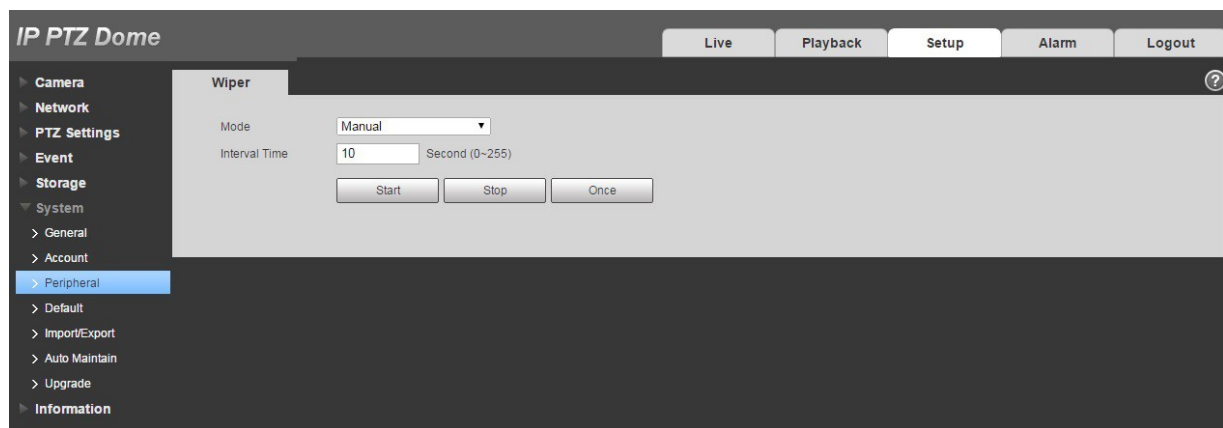 IP PTZ Dome
Live
Playback
Setup
Alarm
Logout
Camera
Network
PTZ Settings
Event
Storage
System
> General
> Account
> Peripheral
> Default
> Import/Export
> Auto Maintain
> Upgrade
Information
Wiper
?
Mode Manual
Interval Time 10 Second (0~255)
Start Stop Once